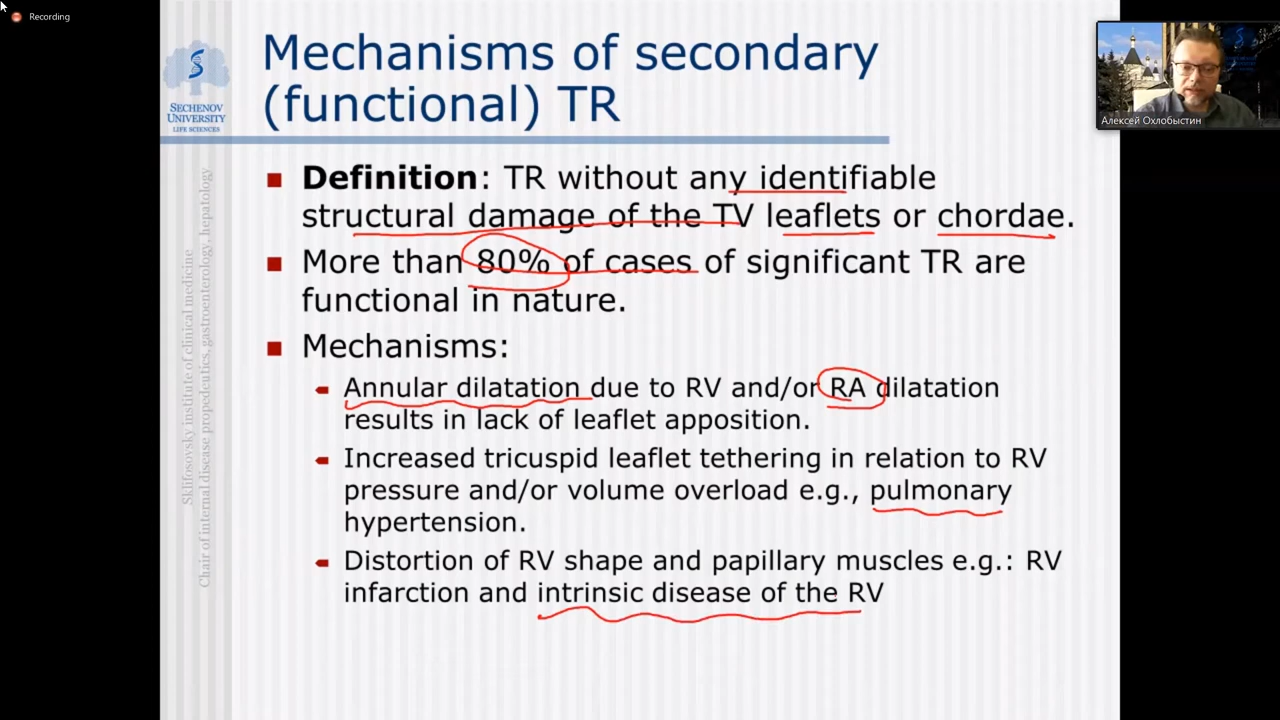 Recording
SECHENOV
UNIVERSITY
LIFE SCIENCES
Sklifosovsky institute of clinical medicine
Chair of internal disease propedeutics, gastroenterology, hepatology
Mechanisms of secondary
(functional) TR
Definition: TR without any identifiable
structural damage of the TV leaflets or chordae.
More than 80% of cases of significant TR are
functional in nature.
Mechanisms:
Annular dilatation due to RV and/or RA dilatation
results in lack of leaflet apposition.
Increased tricuspid leaflet tethering in relation to RV
pressure and/or volume overload e.g., pulmonary
hypertension.
Distortion of RV shape and papillary muscles e.g.: RV
infarction and intrinsic disease of the RV
Алексей Охлобыстин